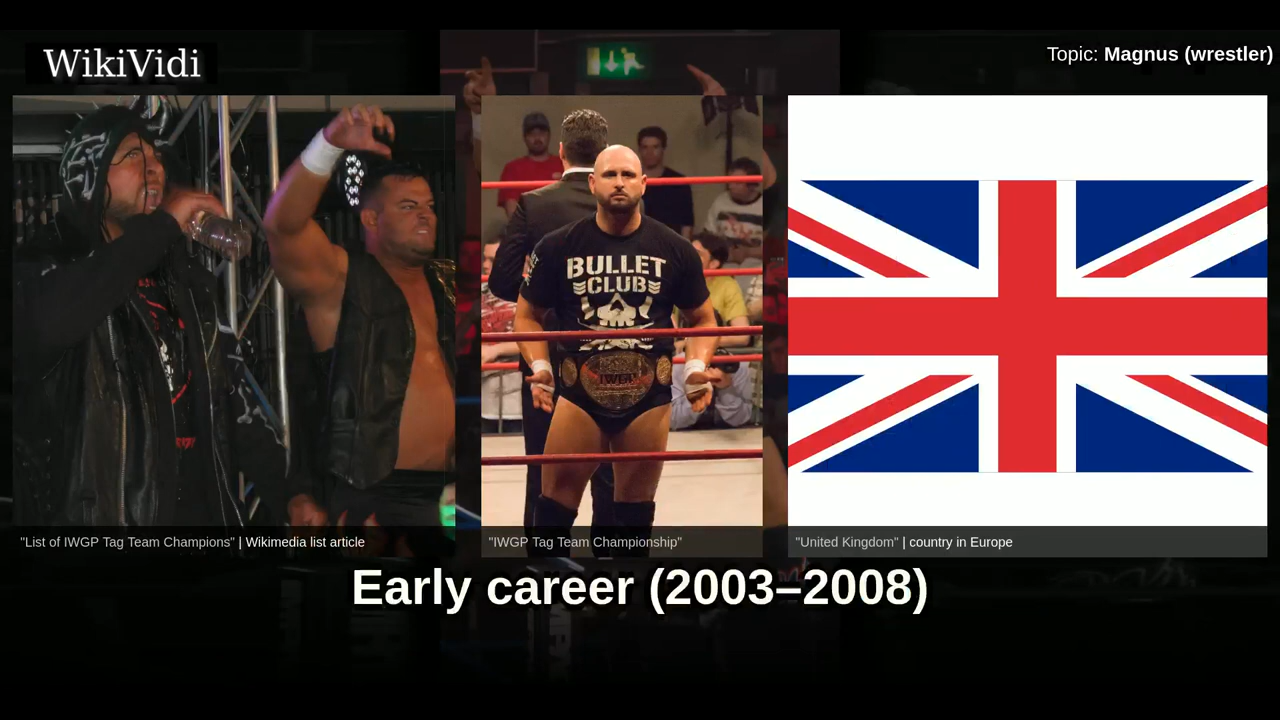 WikiVidi
Topic: Magnus (wrestler)
BULLET
CLUB
IWGP
"List of IWGP Tag Team Champions" | Wikimedia list article
"IWGP Tag Team Championship"
"United Kingdom" | country in Europe
Early career (2003–2008)